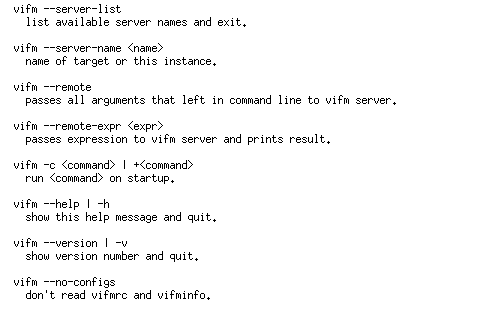 vifm --server-list
list available server names and exit.
vifm --server-name <name>
name of target or this instance.
vifm --remote
passes all arguments that left in command line to vifm server.
vifm --remote-expr <expr>
passes expression to vifm server and prints result.
vifm -c <command> | +<command>
run <command> on startup.
vifm --help | -h
show this help message and quit.
vifm --version | -v
show version number and quit.
vifm --no-configs
don't read vifmrc and vifminfo.